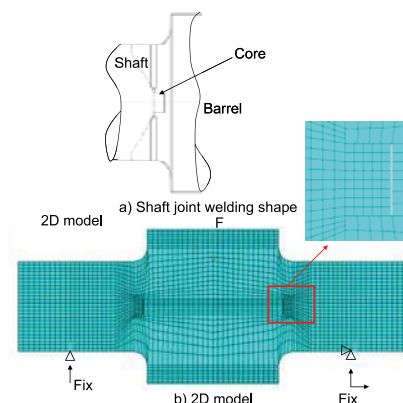 Shaft
Core
Barrel
a) Shaft joint welding shape
2D model
F
Fix
b) 2D model
Fix